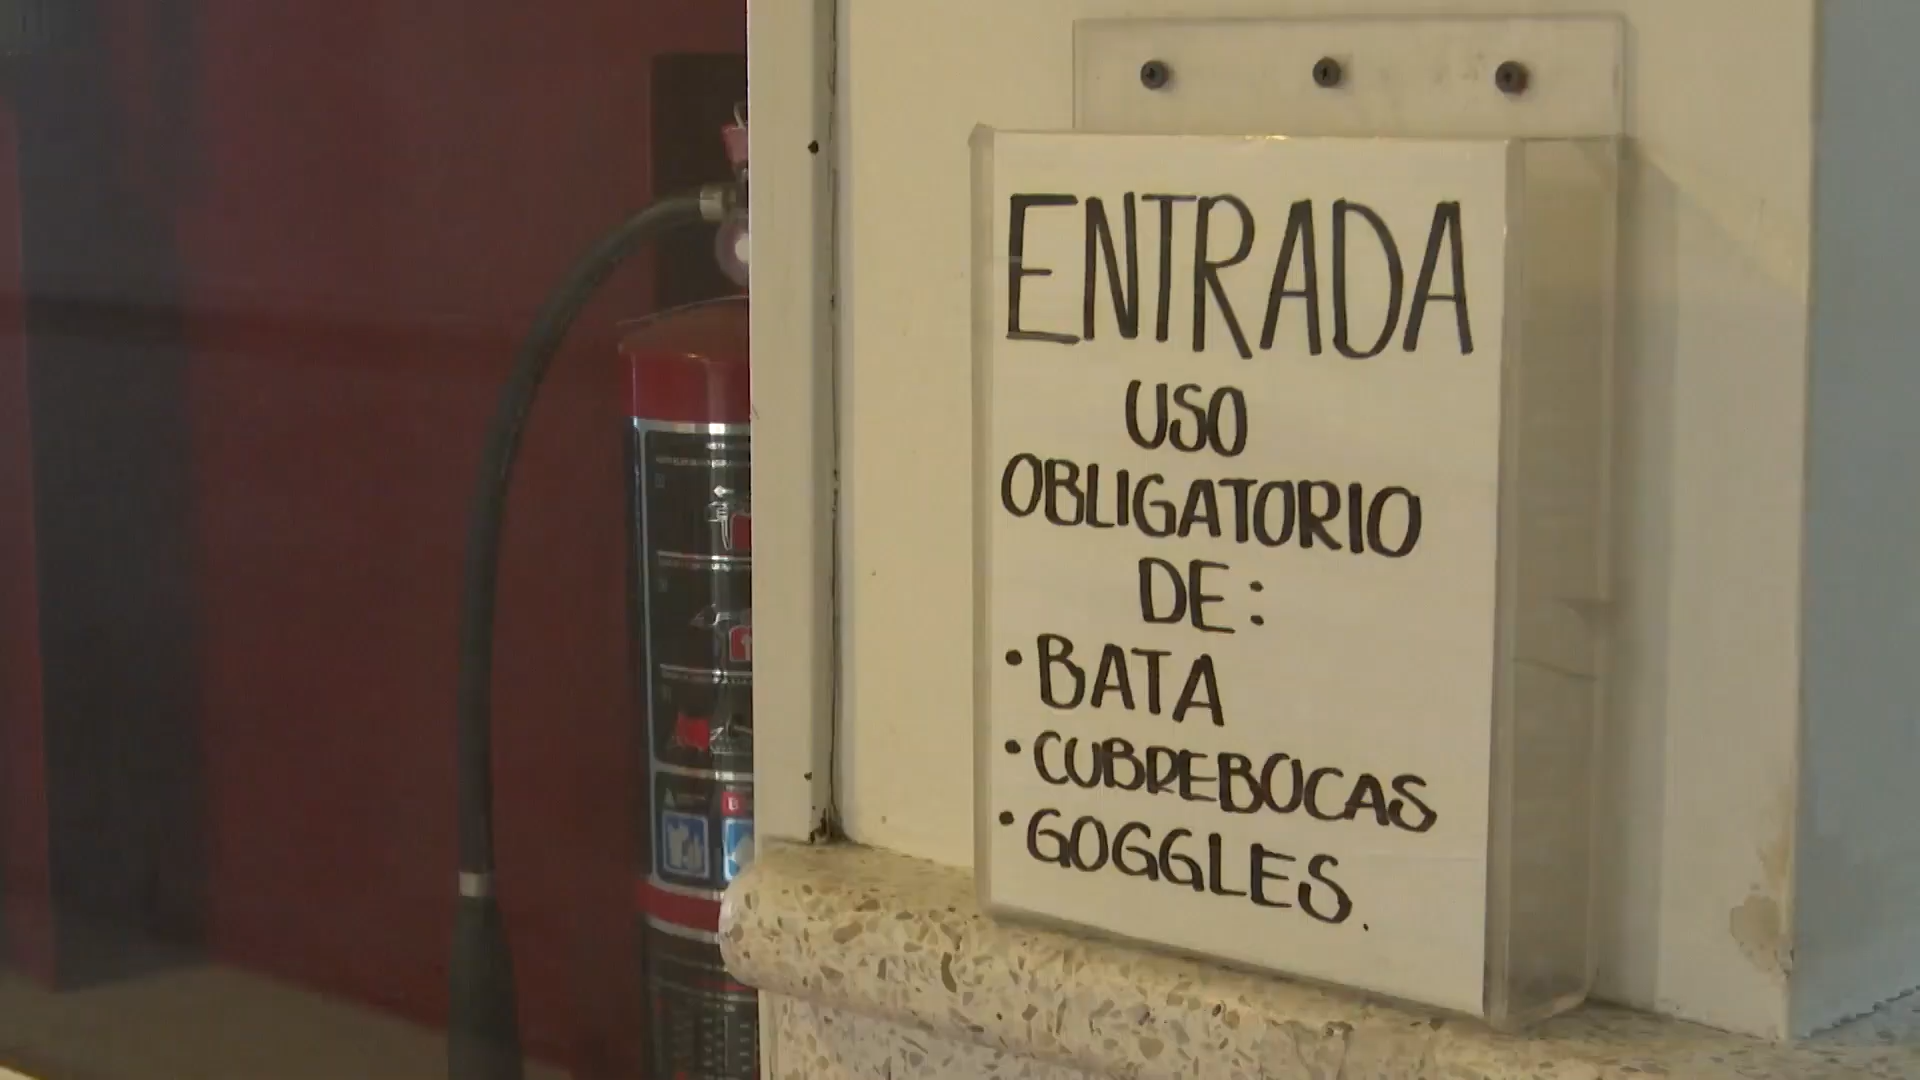 ENTRADA
USO
OBLIGATORIO
DE:
• BATA
• CUBREBOCAS
• GOGGLES.